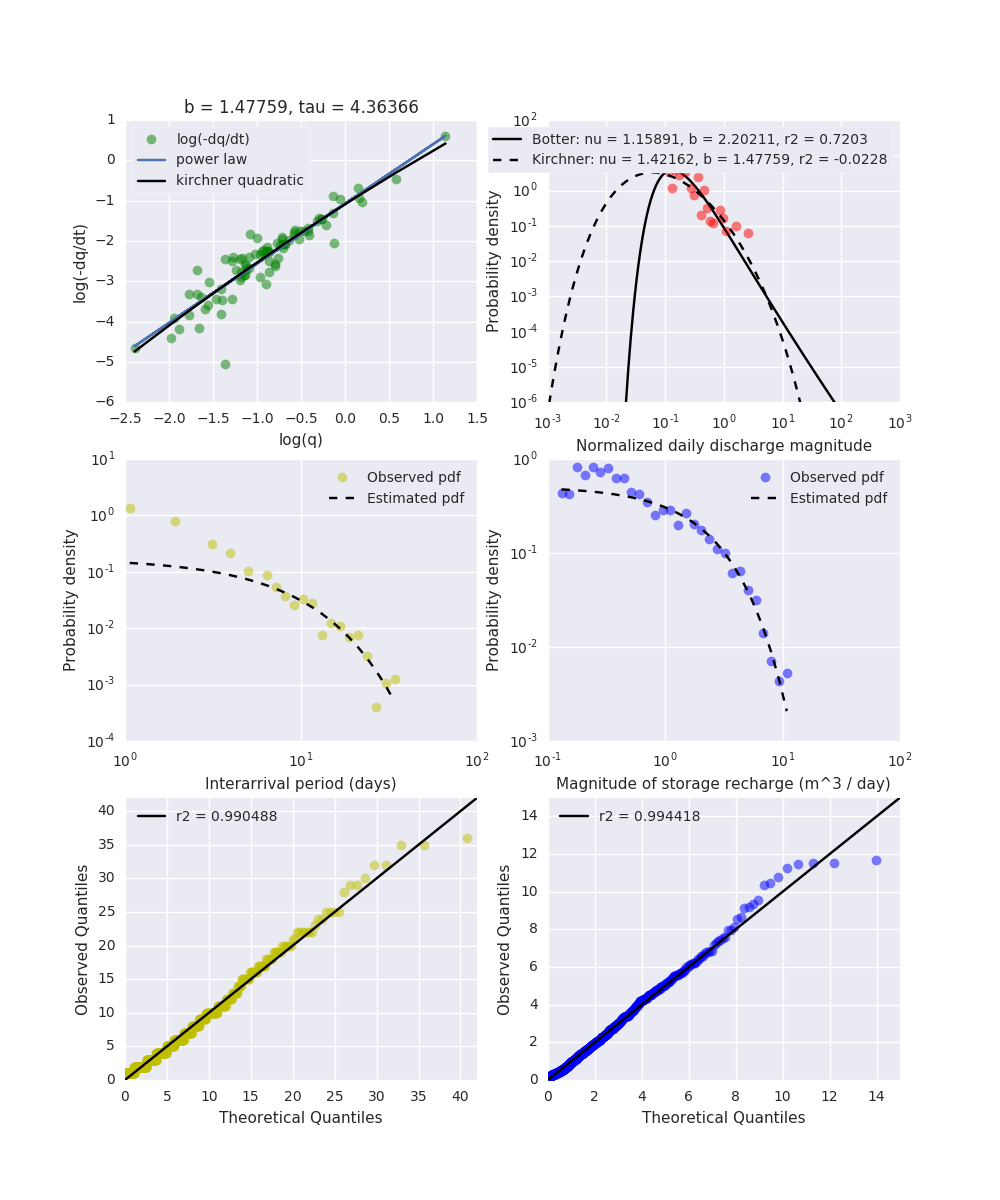 b = 1.47759, tau = 4.36366
1
0
−1
−2
−3
−4
−5
−6
log(-dq/dt)
log(-dq/dt)
power law
kirchner quadratic
−2.5 −2.0 −1.5 −1.0 −0.5 0.0 0.5 1.0 1.5
log(q)
10^2
Botter: nu = 1.15891, b = 2.20211, r2 = 0.7203
Kirchner: nu = 1.42162, b = 1.47759, r2 = -0.0228
10^0
10^-1
10^-2
10^-3
10^-4
10^-5
10^-6
Probability density
10^-3 10^-2 10^-1 10^0 10^1 10^2 10^3
Normalized daily discharge magnitude
10^1
10^0
10^-1
10^-2
10^-3
10^-4
Probability density
Observed pdf
Estimated pdf
10^0 10^1 10^2
Interarrival period (days)
10^0
10^-1
10^-2
10^-3
Probability density
Observed pdf
Estimated pdf
10^-1 10^0 10^1 10^2
Magnitude of storage recharge (m^3 / day)
40
35
30
25
20
15
10
5
0
Observed Quantiles
r2 = 0.990488
0 5 10 15 20 25 30 35 40
Theoretical Quantiles
14
12
10
8
6
4
2
0
Observed Quantiles
r2 = 0.994418
0 2 4 6 8 10 12 14
Theoretical Quantiles